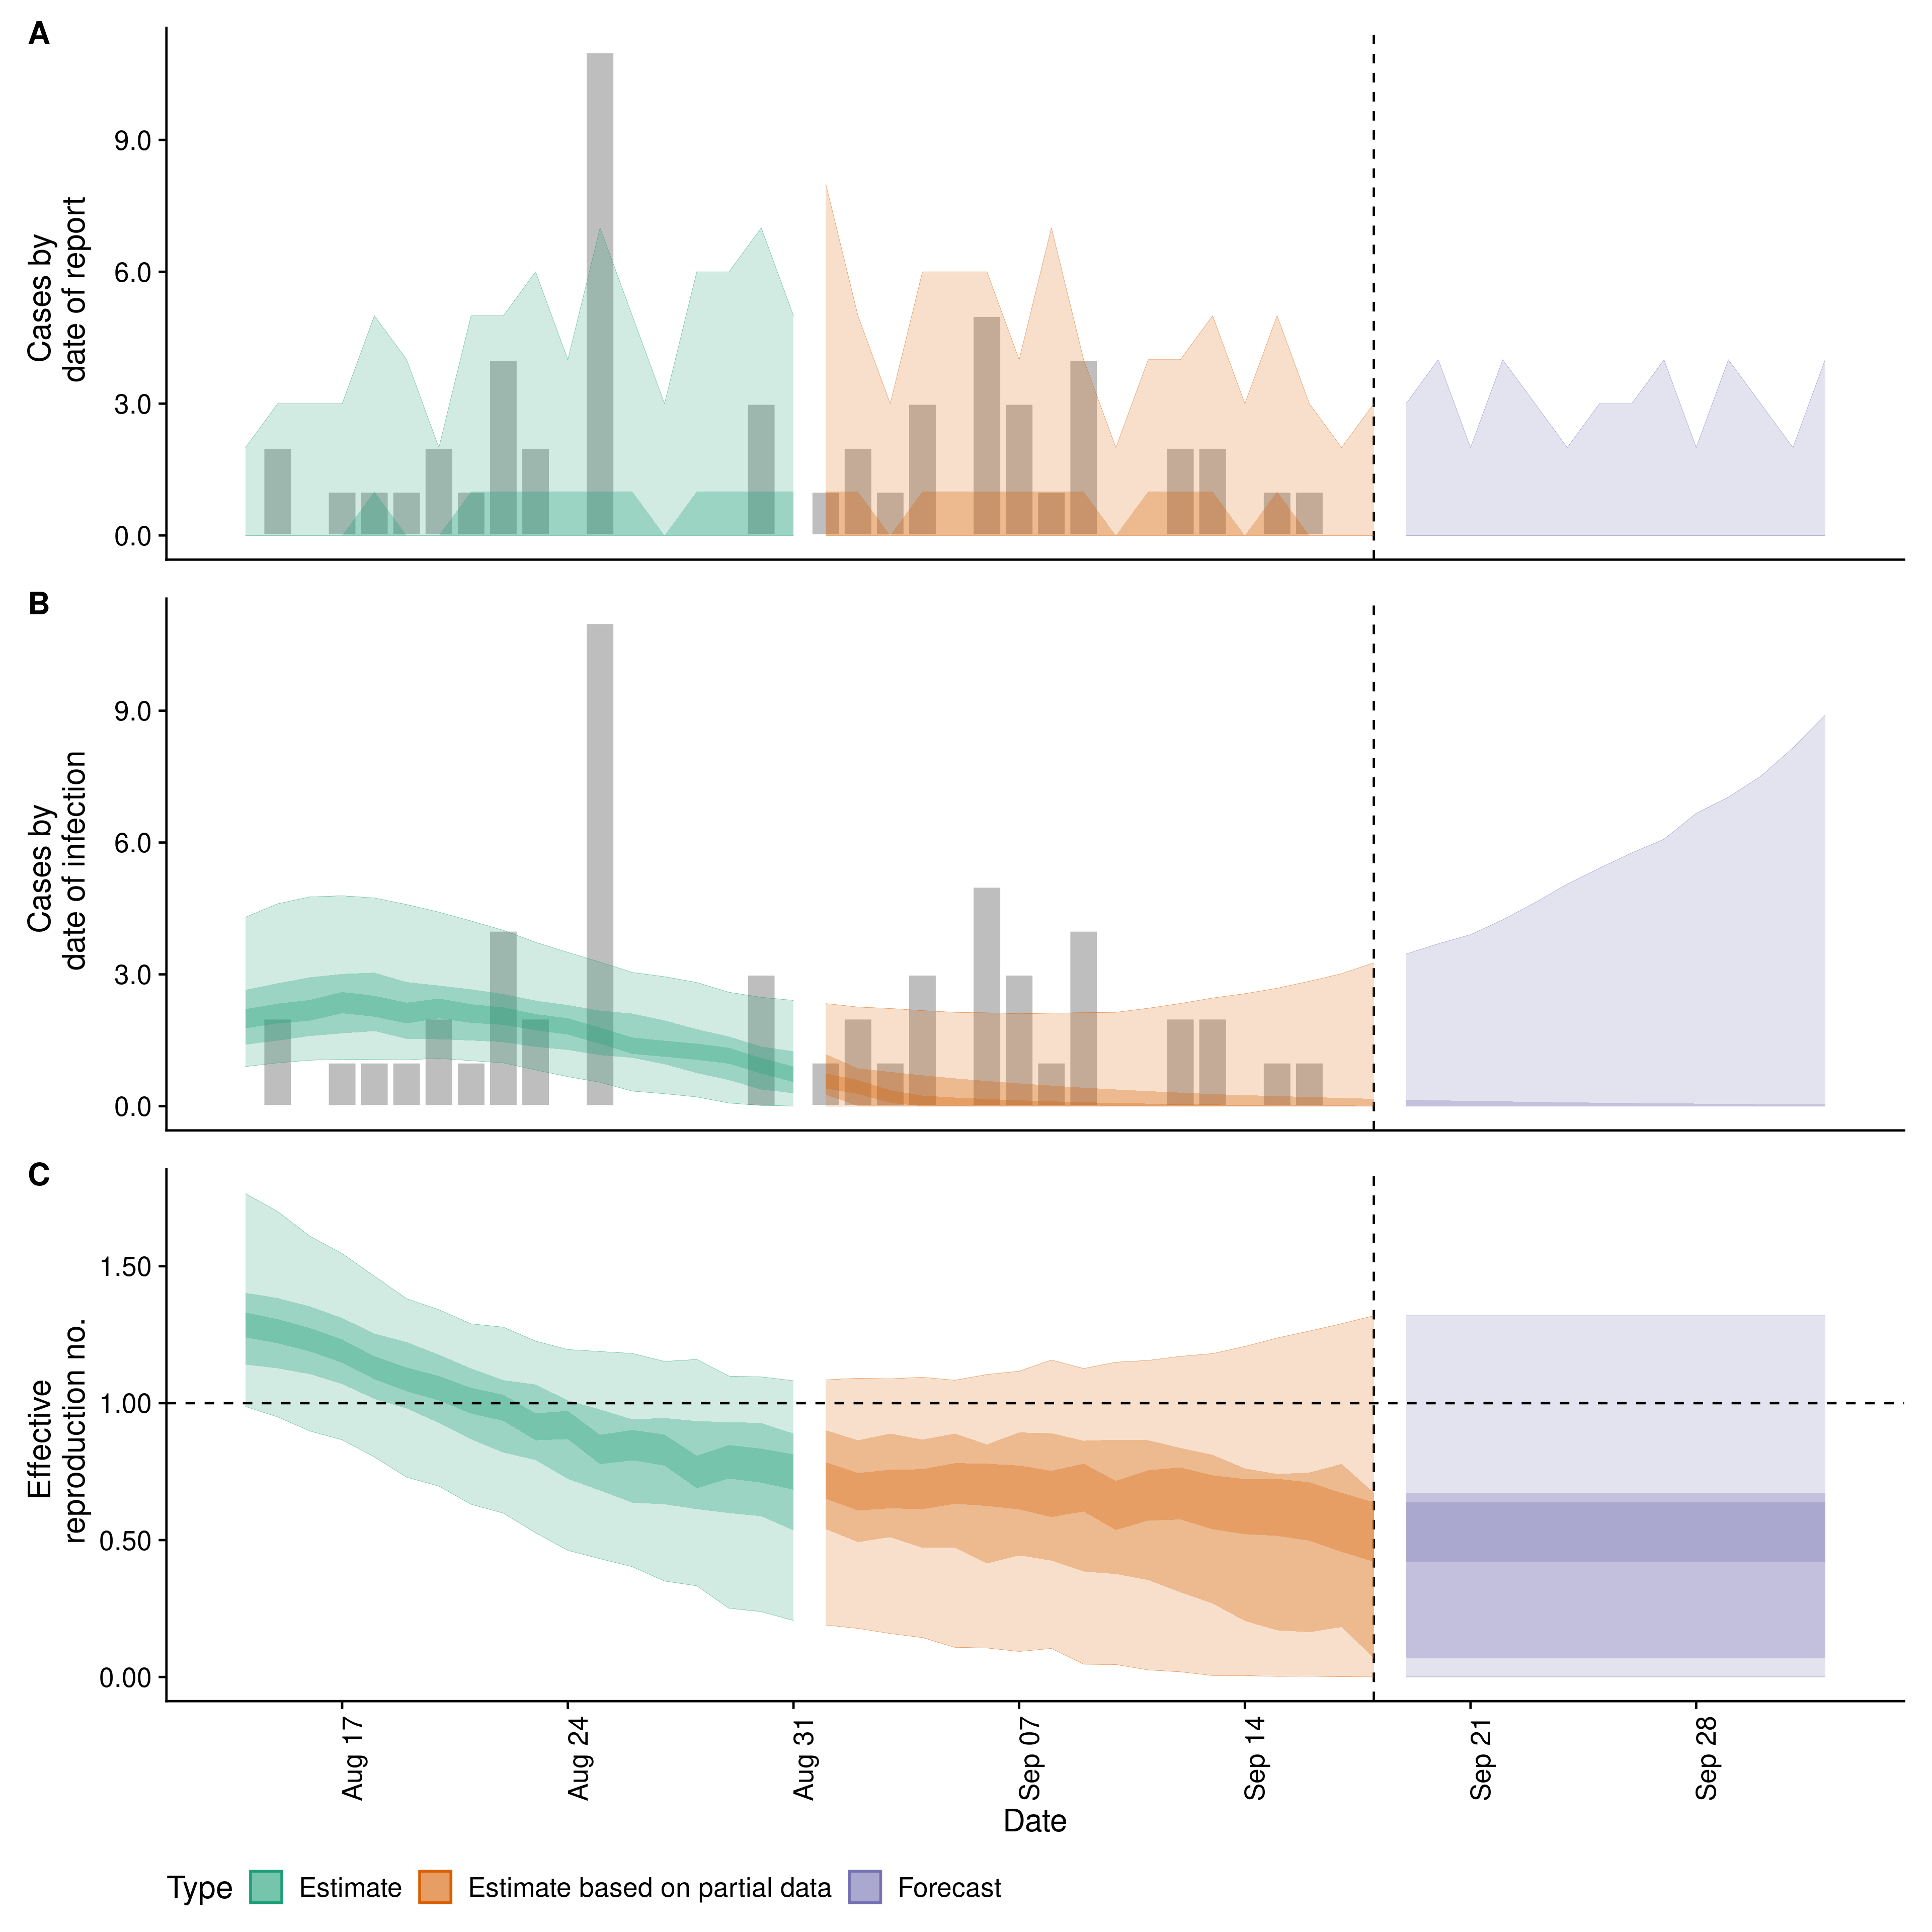 A
9.0
6.0
3.0
0.0
Cases by
date of report
B
9.0
6.0
3.0
0.0
Cases by
date of infection
C
1.50
1.00
0.50
0.00
Effective
reproduction no.
Aug 17
Aug 24
Aug 31
Sep 07
Sep 14
Sep 21
Sep 28
Date
Type Estimate Estimate based on partial data Forecast